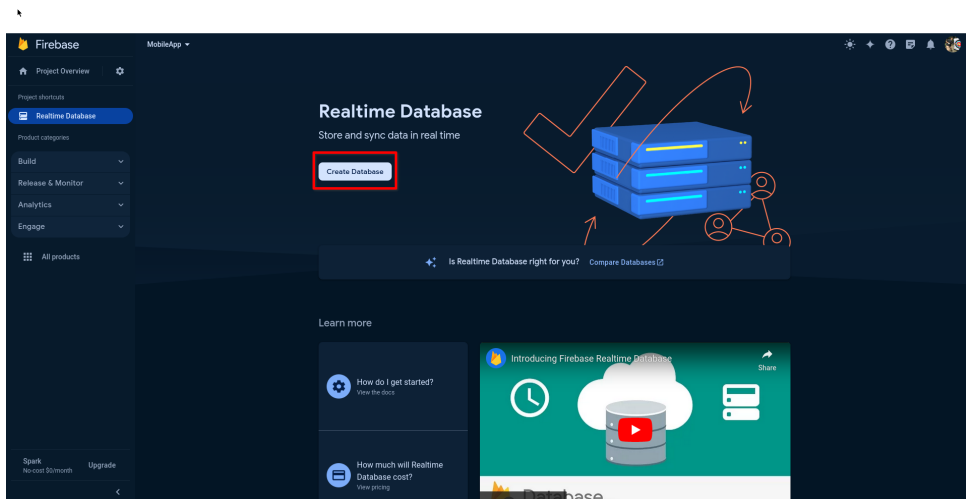 Firebase
MobileApp
Project Overview
Project shortcuts
Realtime Database
Product categories
Build
Release & Monitor
Analytics
Engage
All products
Spark
No-cost $0/month
Upgrade
Realtime Database
Store and sync data in real time
Create Database
Is Realtime Database right for you? Compare Databases
Learn more
How do I get started?
View the docs
How much will Realtime
Database cost?
View pricing
Introducing Firebase Realtime Database
Share
Database